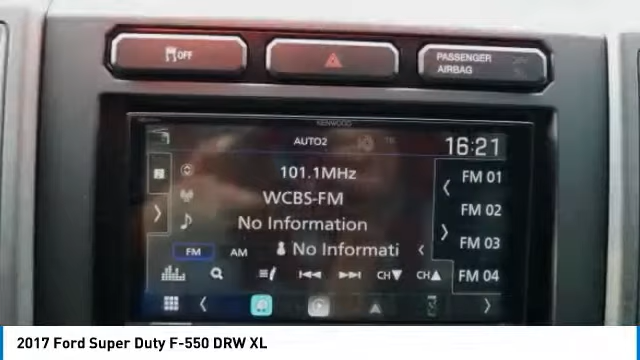 OFF
PASSENGER
AIRBAG
KENWOOD
AUTO2
16:21
101.1MHz
WCBS-FM
No Information
No Informati
FM 01
FM 02
FM 03
FM 04
FM AM
CH▼ CH▲
2017 Ford Super Duty F-550 DRW XL